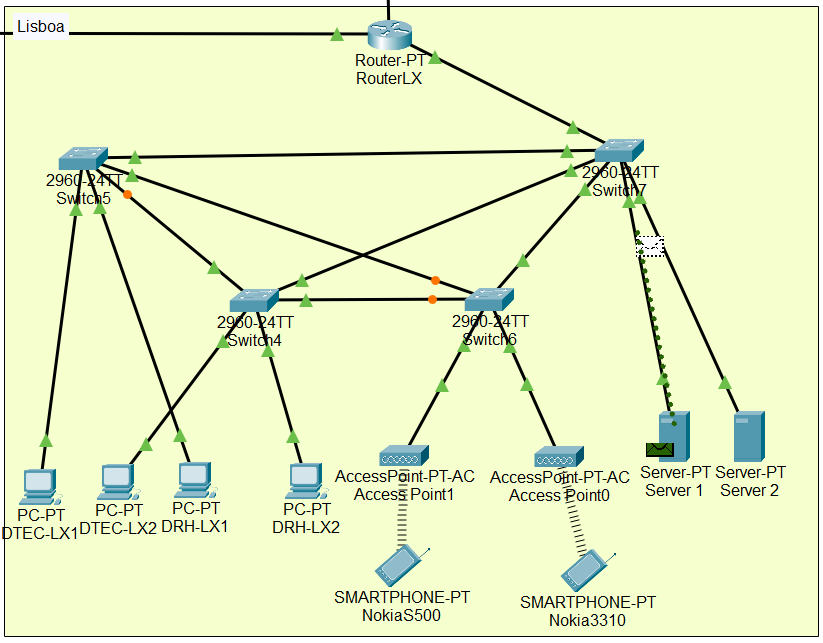 Lisboa
Router-PT
RouterLX
2960-24TT
Switch5
2960-24TT
Switch7
2960-24TT
Switch4
2960-24TT
Switch6
PC-PT
DTEC-LX1
PC-PT
DTEC-LX2
PC-PT
DRH-LX1
PC-PT
DRH-LX2
AccessPoint-PT-AC
Access Point1
AccessPoint-PT-AC
Access Point0
Server-PT
Server 1
Server-PT
Server 2
SMARTPHONE-PT
NokiaS500
SMARTPHONE-PT
Nokia3310